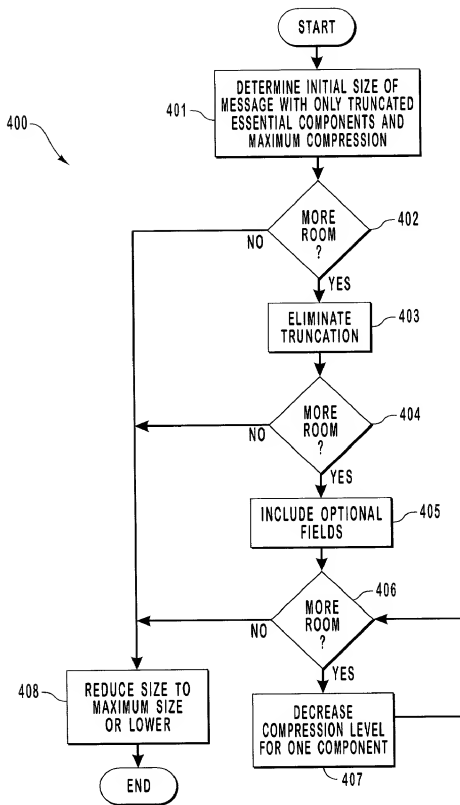 START
401
DETERMINE INITIAL SIZE OF
MESSAGE WITH ONLY TRUNCATED
ESSENTIAL COMPONENTS AND
MAXIMUM COMPRESSION
400
MORE
ROOM
?
402
NO
YES
ELIMINATE
TRUNCATION
403
MORE
ROOM
?
404
NO
YES
INCLUDE OPTIONAL
FIELDS
405
MORE
ROOM
?
406
NO
YES
408
REDUCE SIZE TO
MAXIMUM SIZE
OR LOWER
DECREASE
COMPRESSION LEVEL
FOR ONE COMPONENT
407
END